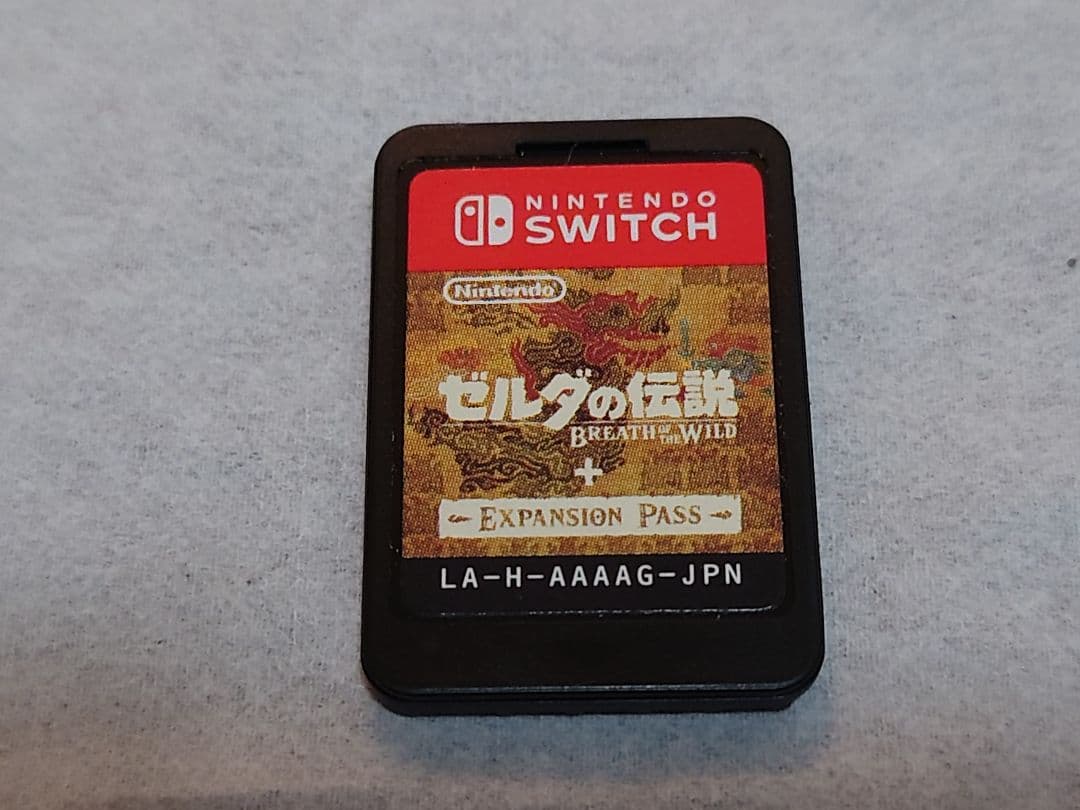 NINTENDO
SWITCH
Nintendo
ゼルダの伝説
BREATH OF THE WILD
+
EXPANSION PASS
LA-H-AAAAG-JPN